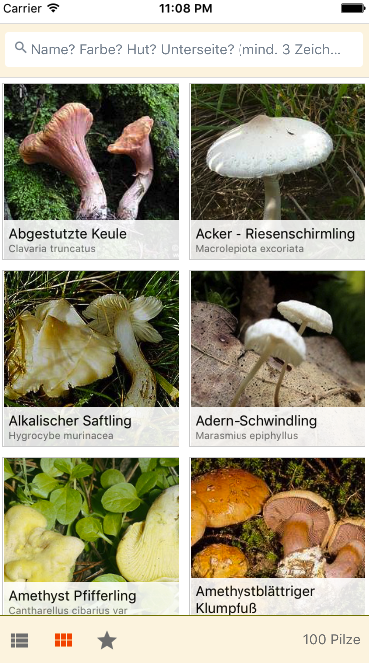 Carrier 11:08 PM
Name? Farbe? Hut? Unterseite? (mind. 3 Zeich...
Abgestutzte Keule
Clavaria truncatus
Acker - Riesenschirmling
Macrolepiota excoriata
Alkalischer Saftling
Hygrocybe murinacea
Adern-Schwindling
Marasmius epiphyllus
Amethyst Pfifferling
Cantharellus cibarius var
Amethystblättriger
Klumpfuß
100 Pilze